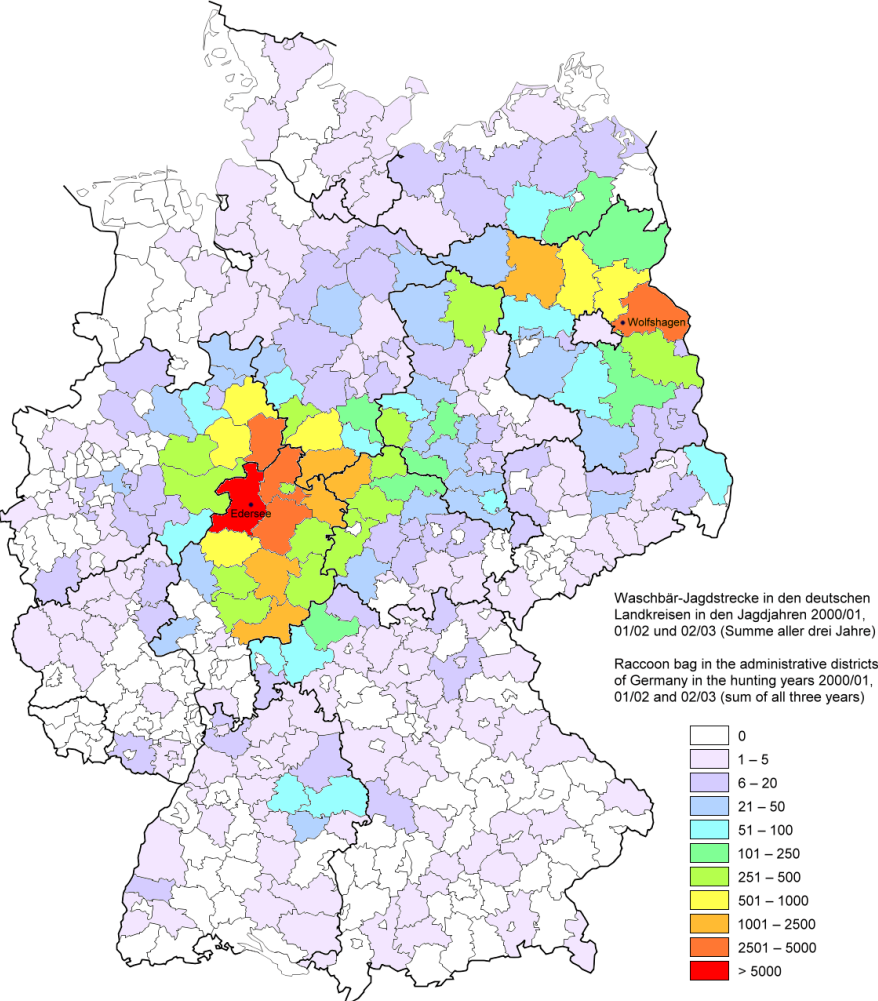 Wolfshagen
Edersee
Waschbär-Jagdstrecke in den deutschen
Landkreisen in den Jagdjahren 2000/01,
01/02 und 02/03 (Summe aller drei Jahre)
Raccoon bag in the administrative districts
of Germany in the hunting years 2000/01,
01/02 and 02/03 (sum of all three years)
0
1 – 5
6 – 20
21 – 50
51 – 100
101 – 250
251 – 500
501 – 1000
1001 – 2500
2501 – 5000
> 5000